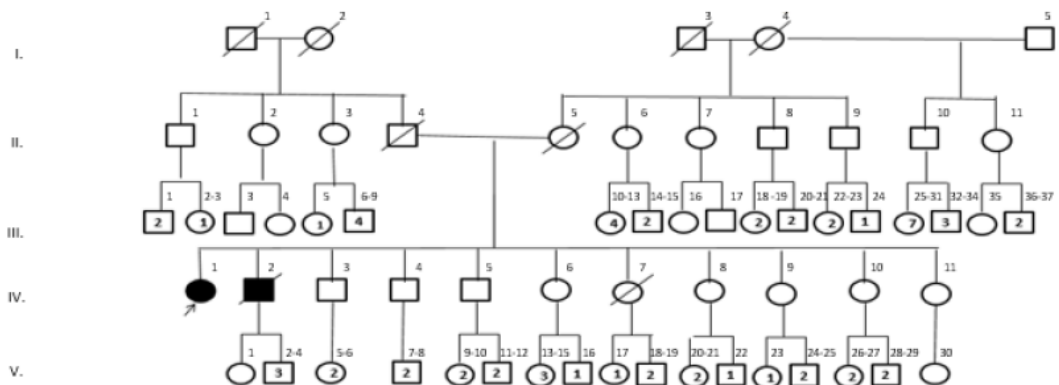 1 2 3 4 5
I.
1 2 3 4 5 6 7 8 9 10 11
II.
1 2-3 3 4 5 6-9 10-13 14-15 16 17 18-19 20-21 22-23 24 25-31 32-34 35 36-37
2 1 1 4 4 2 2 2 2 1 7 3 2
III.
1 2 3 4 5 6 7 8 9 10 11
IV.
1 2-4 5-6 7-8 9-10 11-12 13-15 16 17 18-19 20-21 22 23 24-25 26-27 28-29 30
3 2 2 2 2 3 1 1 2 2 1 1 2 2 2
V.